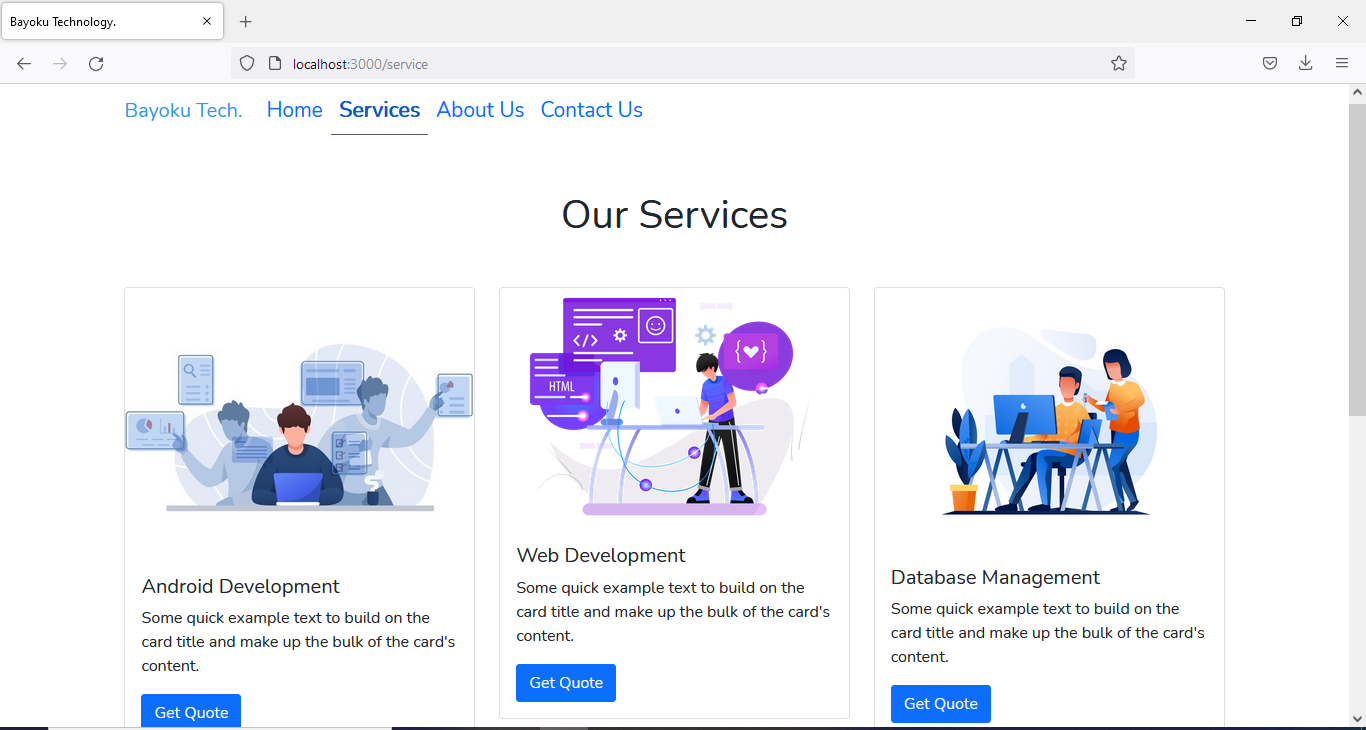 Bayoku Technology.
localhost:3000/service
Bayoku Tech. Home Services About Us Contact Us
Our Services
</>
HTML
{ }
Android Development
Some quick example text to build on the
card title and make up the bulk of the card's
content.
Get Quote
Web Development
Some quick example text to build on the
card title and make up the bulk of the card's
content.
Get Quote
Database Management
Some quick example text to build on the
card title and make up the bulk of the card's
content.
Get Quote